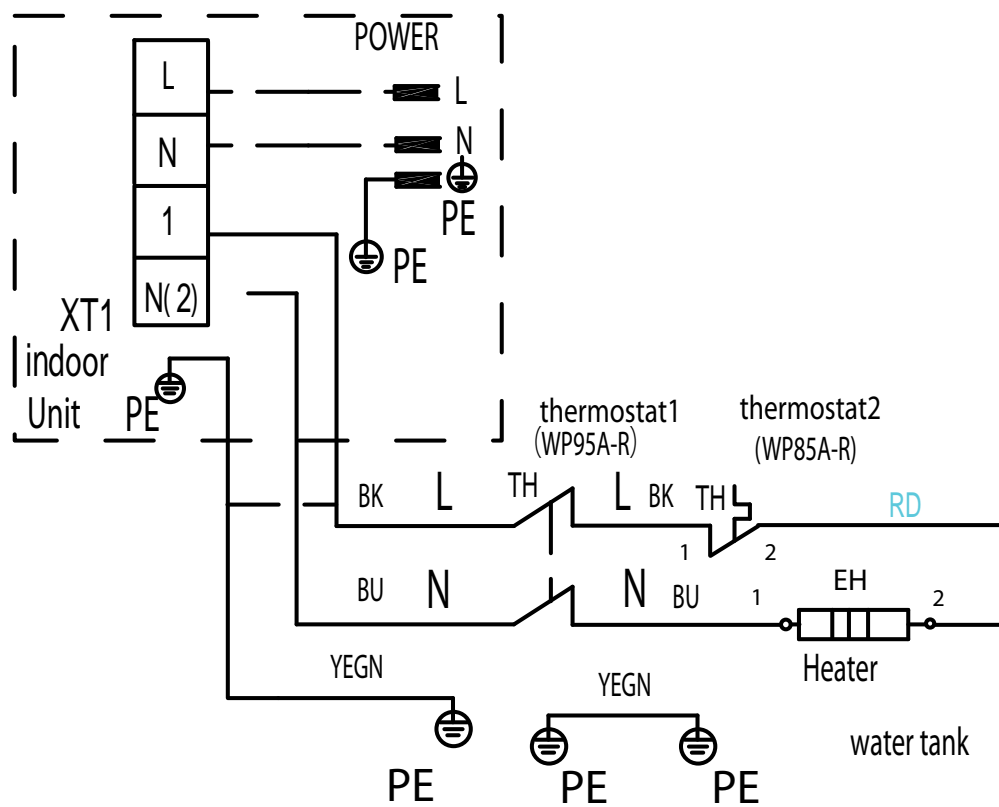 POWER
L
L
N
N
1
PE
PE
N(2)
XT1
indoor
Unit
PE
thermostat1
(WP95A-R)
thermostat2
(WP85A-R)
BK
L
TH
L
BK
TH
RD
1
2
BU
N
N
BU
1
EH
2
Heater
YEGN
YEGN
water tank
PE
PE
PE